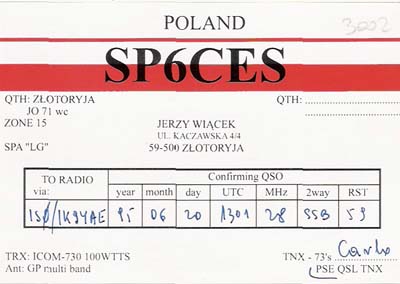 POLAND
3002
SP6CES
QTH: ZŁOTORYJA
QTH:
JO 71 wc
ZONE 15
JERZY WIĄCEK
UL. KACZAWSKA 4/4
SPA "LG"
59-500 ZŁOTORYJA
TO RADIO
via:
Confirming QSO
year month day UTC MHz 2way RST
IS0/IK9YAE 95 06 20 1301 28 SSB 59
TRX: ICOM-730 100WTTS
TNX - 73's Carlo
Ant: GP multi band
PSE QSL TNX